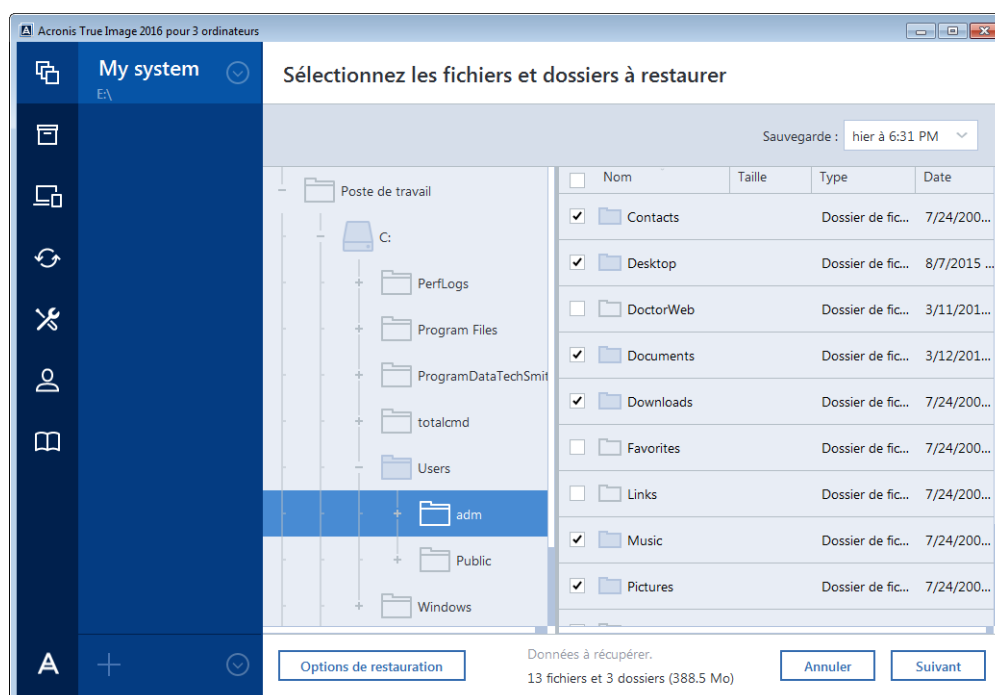 Acronis True Image 2016 pour 3 ordinateurs
My system
E:\
Sélectionnez les fichiers et dossiers à restaurer
Sauvegarde : hier à 6:31 PM
Poste de travail
C:
PerfLogs
Program Files
ProgramDataTechSmit
totalcmd
Users
adm
Public
Windows
Nom Taille Type Date
Contacts Dossier de fic... 7/24/200...
Desktop Dossier de fic... 8/7/2015 ...
DoctorWeb Dossier de fic... 3/11/201...
Documents Dossier de fic... 3/12/201...
Downloads Dossier de fic... 7/24/200...
Favorites Dossier de fic... 7/24/200...
Links Dossier de fic... 7/24/200...
Music Dossier de fic... 7/24/200...
Pictures Dossier de fic... 7/24/200...
Options de restauration
Données à récupérer.
13 fichiers et 3 dossiers (388.5 Mo)
Annuler
Suivant